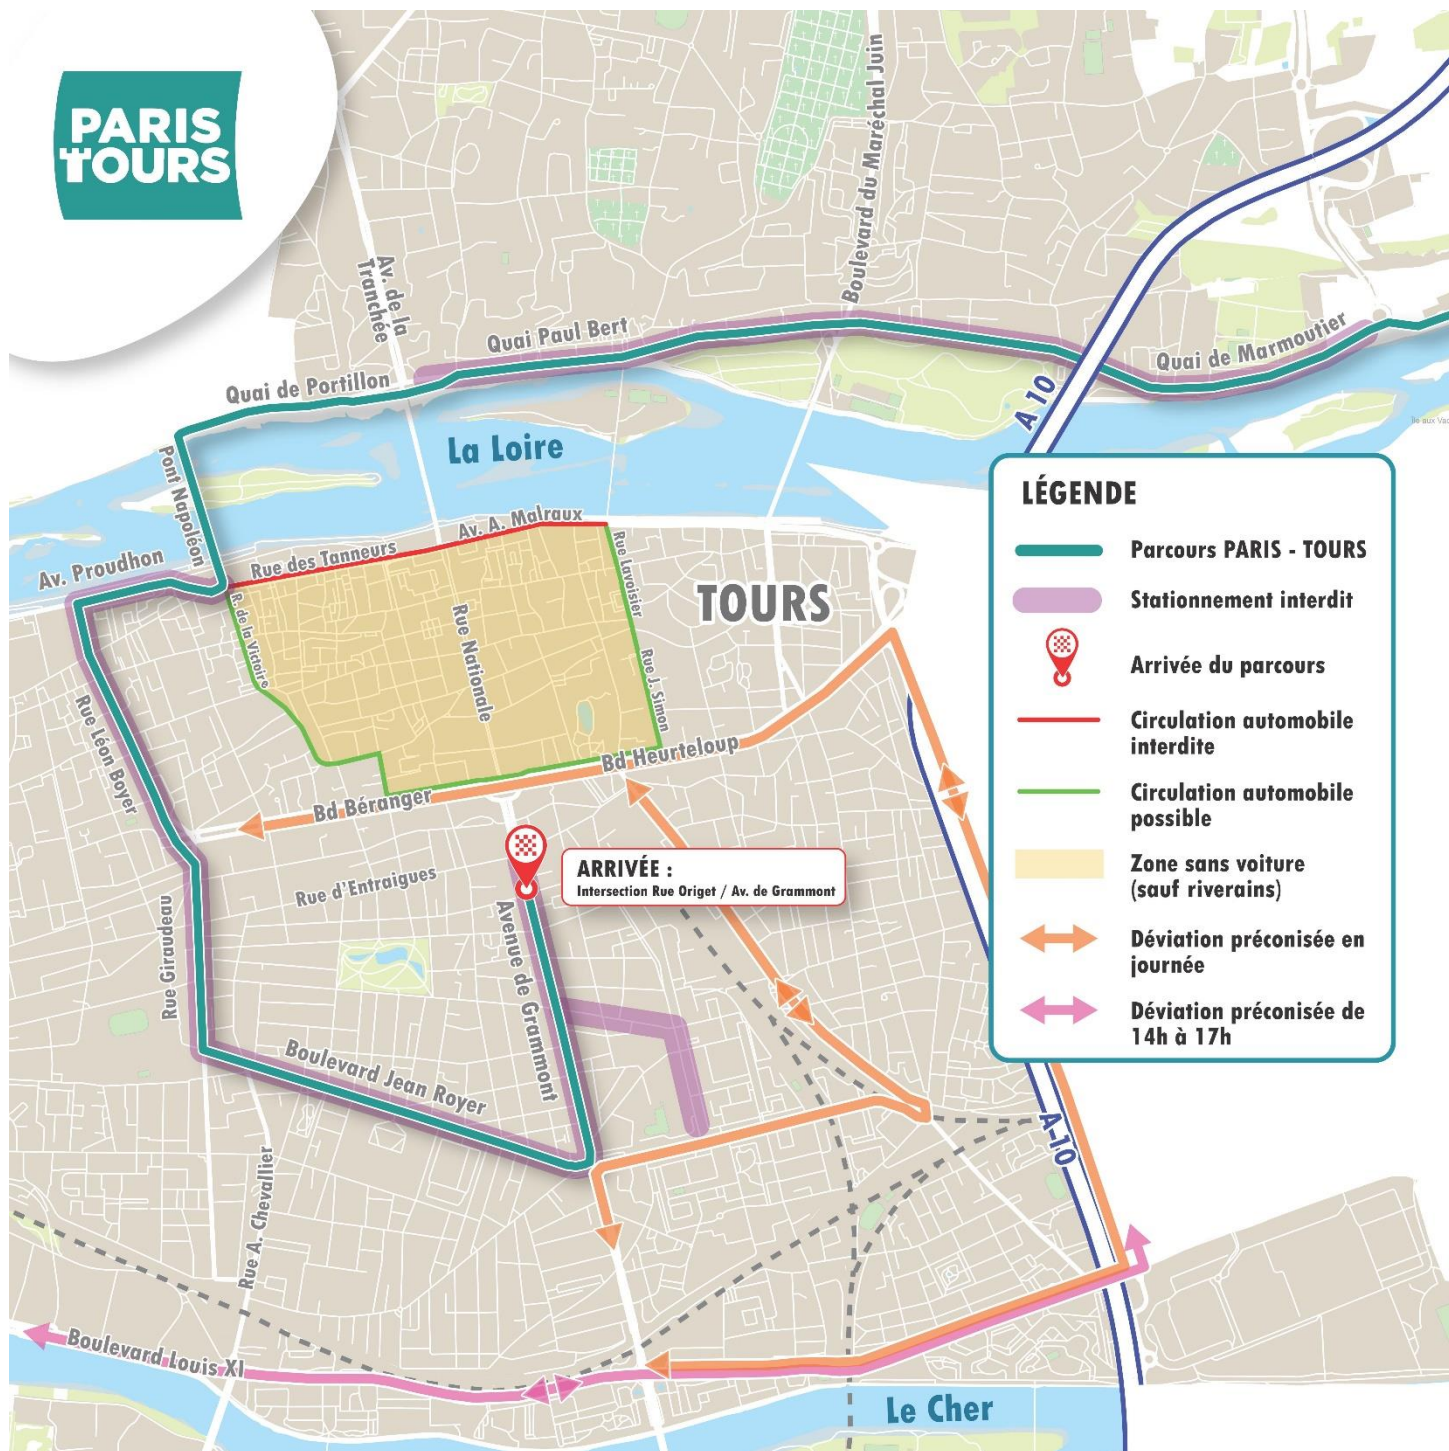 PARIS
TOURS
Boulevard du Maréchal Juin
Av. de la
Tranchée
Quai Paul Bert
Quai de Portillon
Quai de Marmoutier
A 10
La Loire
Pont Napoléon
Av. Proudhon
Rue des Tanneurs
Av. A. Malraux
Rue Lavoisier
R. de la Victoire
Rue Nationale
TOURS
Rue J. Simon
Rue Léon Boyer
Bd Heurteloup
Bd Béranger
ARRIVÉE :
Intersection Rue Origet / Av. de Grammont
Rue d'Entraigues
Avenue de Grammont
Rue Giraudeau
Boulevard Jean Royer
Rue A. Chevallier
A-10
Boulevard Louis XI
Le Cher
LÉGENDE
Parcours PARIS - TOURS
Stationnement interdit
Arrivée du parcours
Circulation automobile
interdite
Circulation automobile
possible
Zone sans voiture
(sauf riverains)
Déviation préconisée en
journée
Déviation préconisée de
14h à 17h